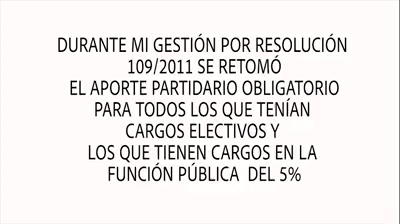 DURANTE MI GESTIÓN POR RESOLUCIÓN
109/2011 SE RETOMÓ
EL APORTE PARTIDARIO OBLIGATORIO
PARA TODOS LOS QUE TENÍAN
CARGOS ELECTIVOS Y
LOS QUE TIENEN CARGOS EN LA
FUNCIÓN PÚBLICA DEL 5%